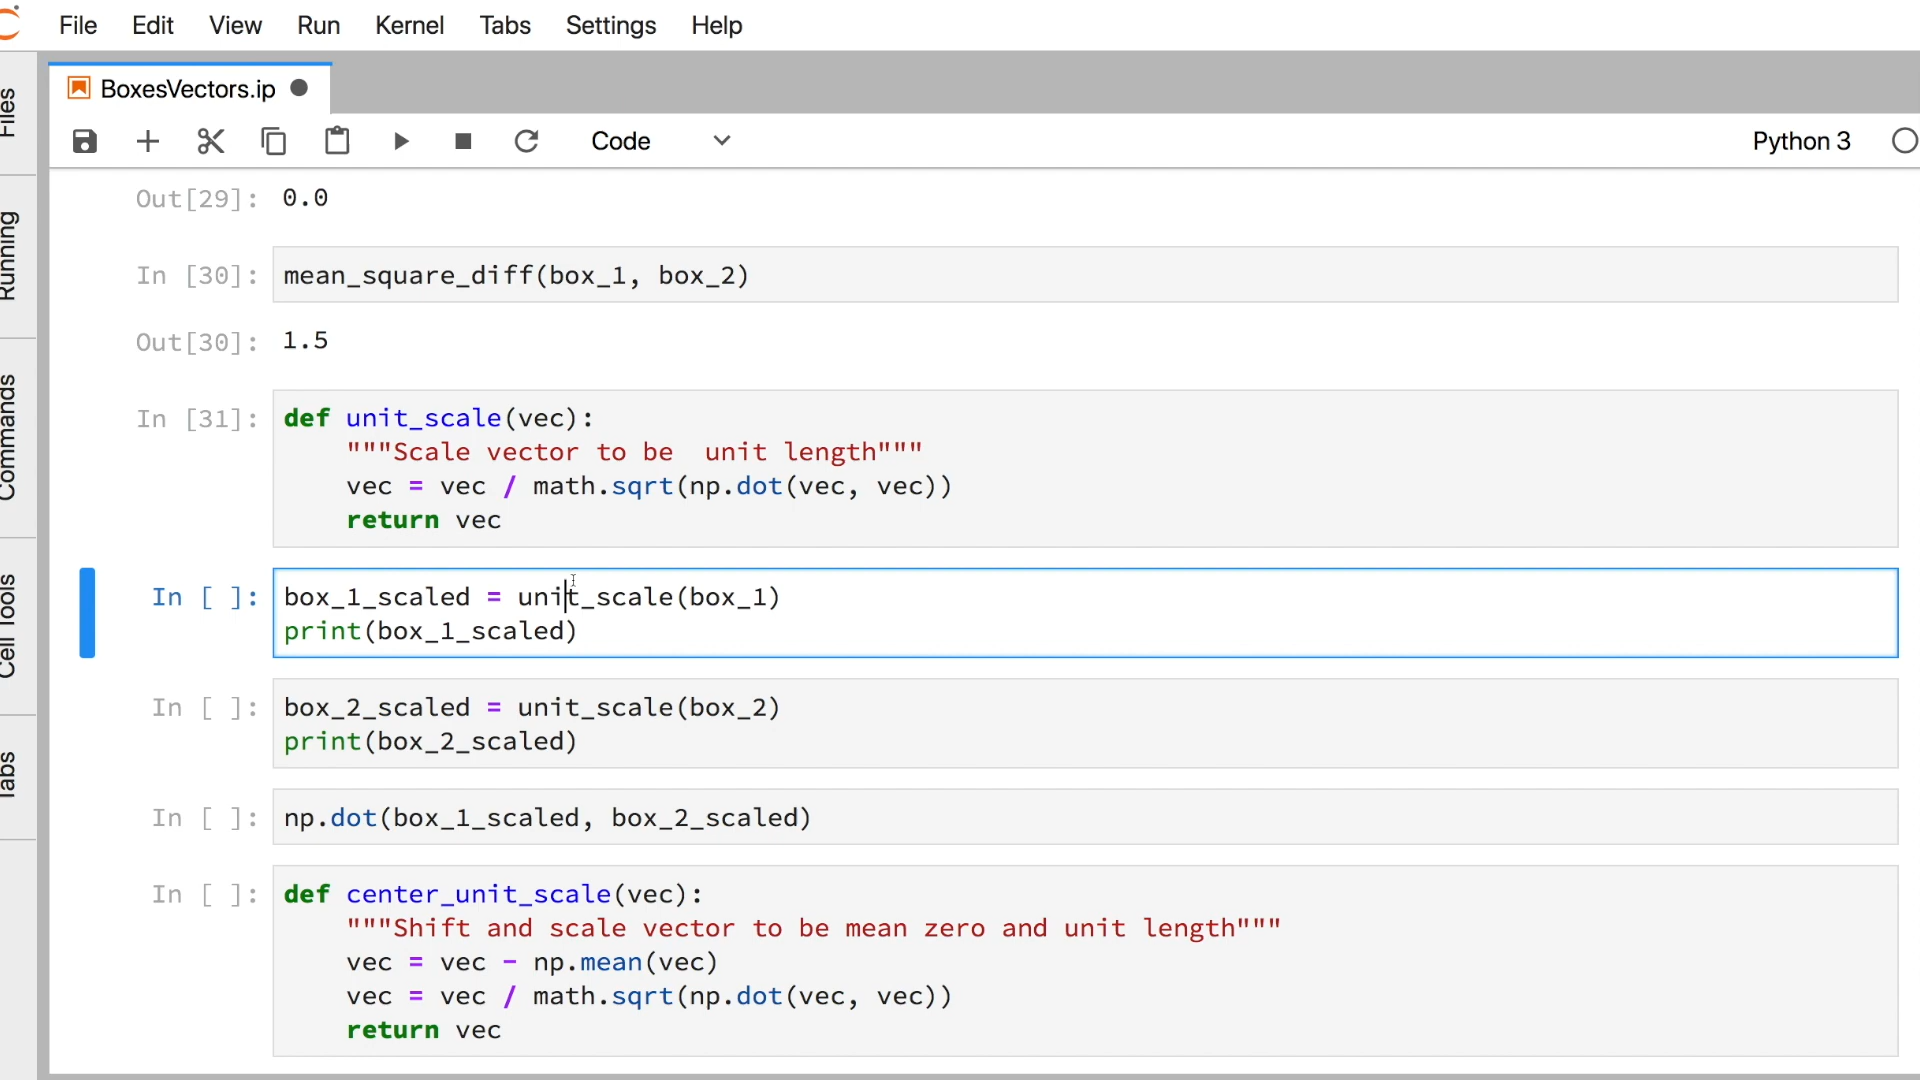 File Edit View Run Kernel Tabs Settings Help
BoxesVectors.ip
Code
Python 3
Files
Running
Commands
Cell Tools
Tabs
Out[29]: 0.0
In [30]: mean_square_diff(box_1, box_2)
Out[30]: 1.5
In [31]: def unit_scale(vec):
"""Scale vector to be  unit length"""
vec = vec / math.sqrt(np.dot(vec, vec))
return vec
In [ ]: box_1_scaled = unit_scale(box_1)
print(box_1_scaled)
In [ ]: box_2_scaled = unit_scale(box_2)
print(box_2_scaled)
In [ ]: np.dot(box_1_scaled, box_2_scaled)
In [ ]: def center_unit_scale(vec):
"""Shift and scale vector to be mean zero and unit length"""
vec = vec - np.mean(vec)
vec = vec / math.sqrt(np.dot(vec, vec))
return vec